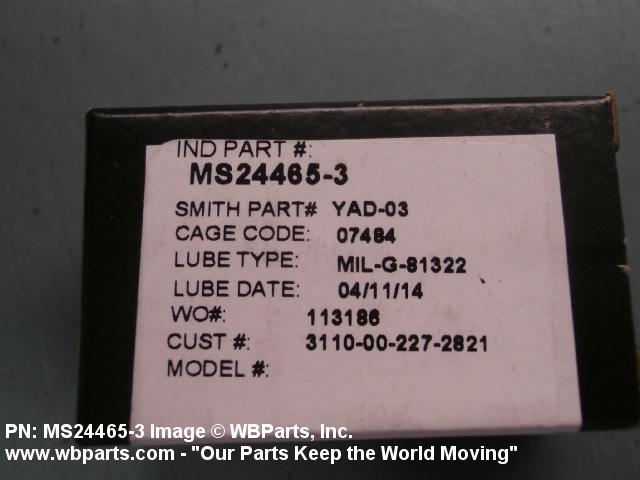 IND PART #:
MS24465-3
SMITH PART# YAD-03
CAGE CODE: 07484
LUBE TYPE: MIL-G-81322
LUBE DATE: 04/11/14
WO#: 113186
CUST #: 3110-00-227-2821
MODEL #:
PN: MS24465-3 Image © WBParts, Inc.
www.wbparts.com - "Our Parts Keep the World Moving"